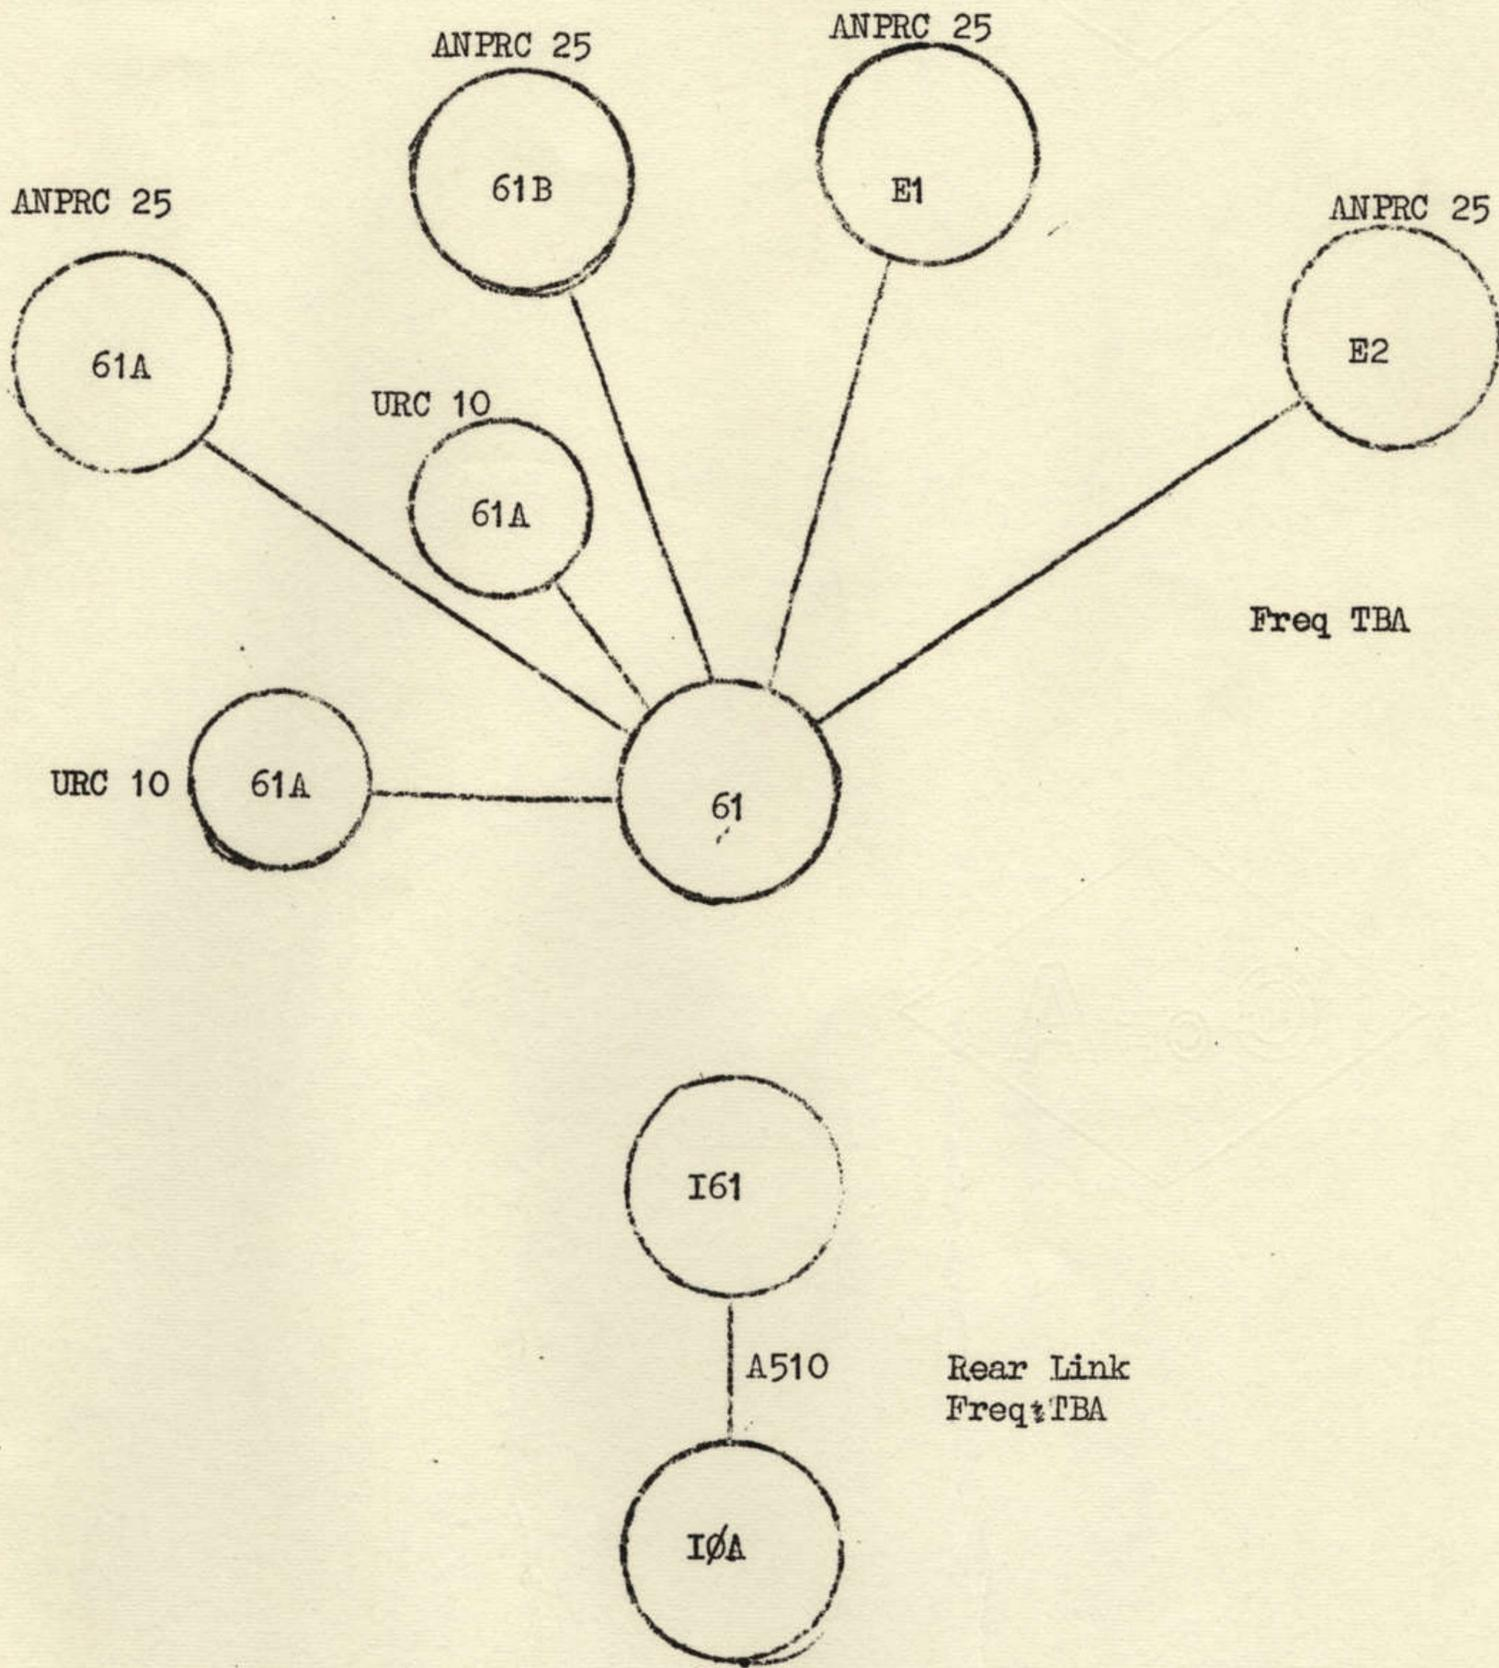 ANPRC 25
ANPRC 25
ANPRC 25
ANPRC 25
61B
E1
61A
E2
URC 10
61A
Freq TBA
URC 10
61A
61
I61
A510
Rear Link
Freq:TBA
IØA